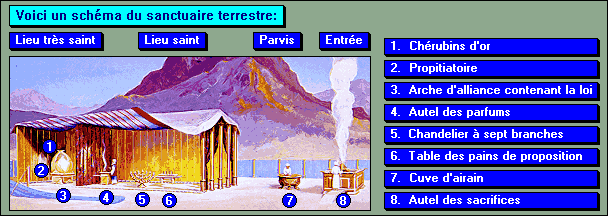 Voici un schéma du sanctuaire terrestre:
Lieu très saint
Lieu saint
Parvis
Entrée
1
2
3
4
5
6
7
8
1. Chérubins d'or
2. Propitiatoire
3. Arche d'alliance contenant la loi
4. Autel des parfums
5. Chandelier à sept branches
6. Table des pains de proposition
7. Cuve d'airain
8. Autel des sacrifices